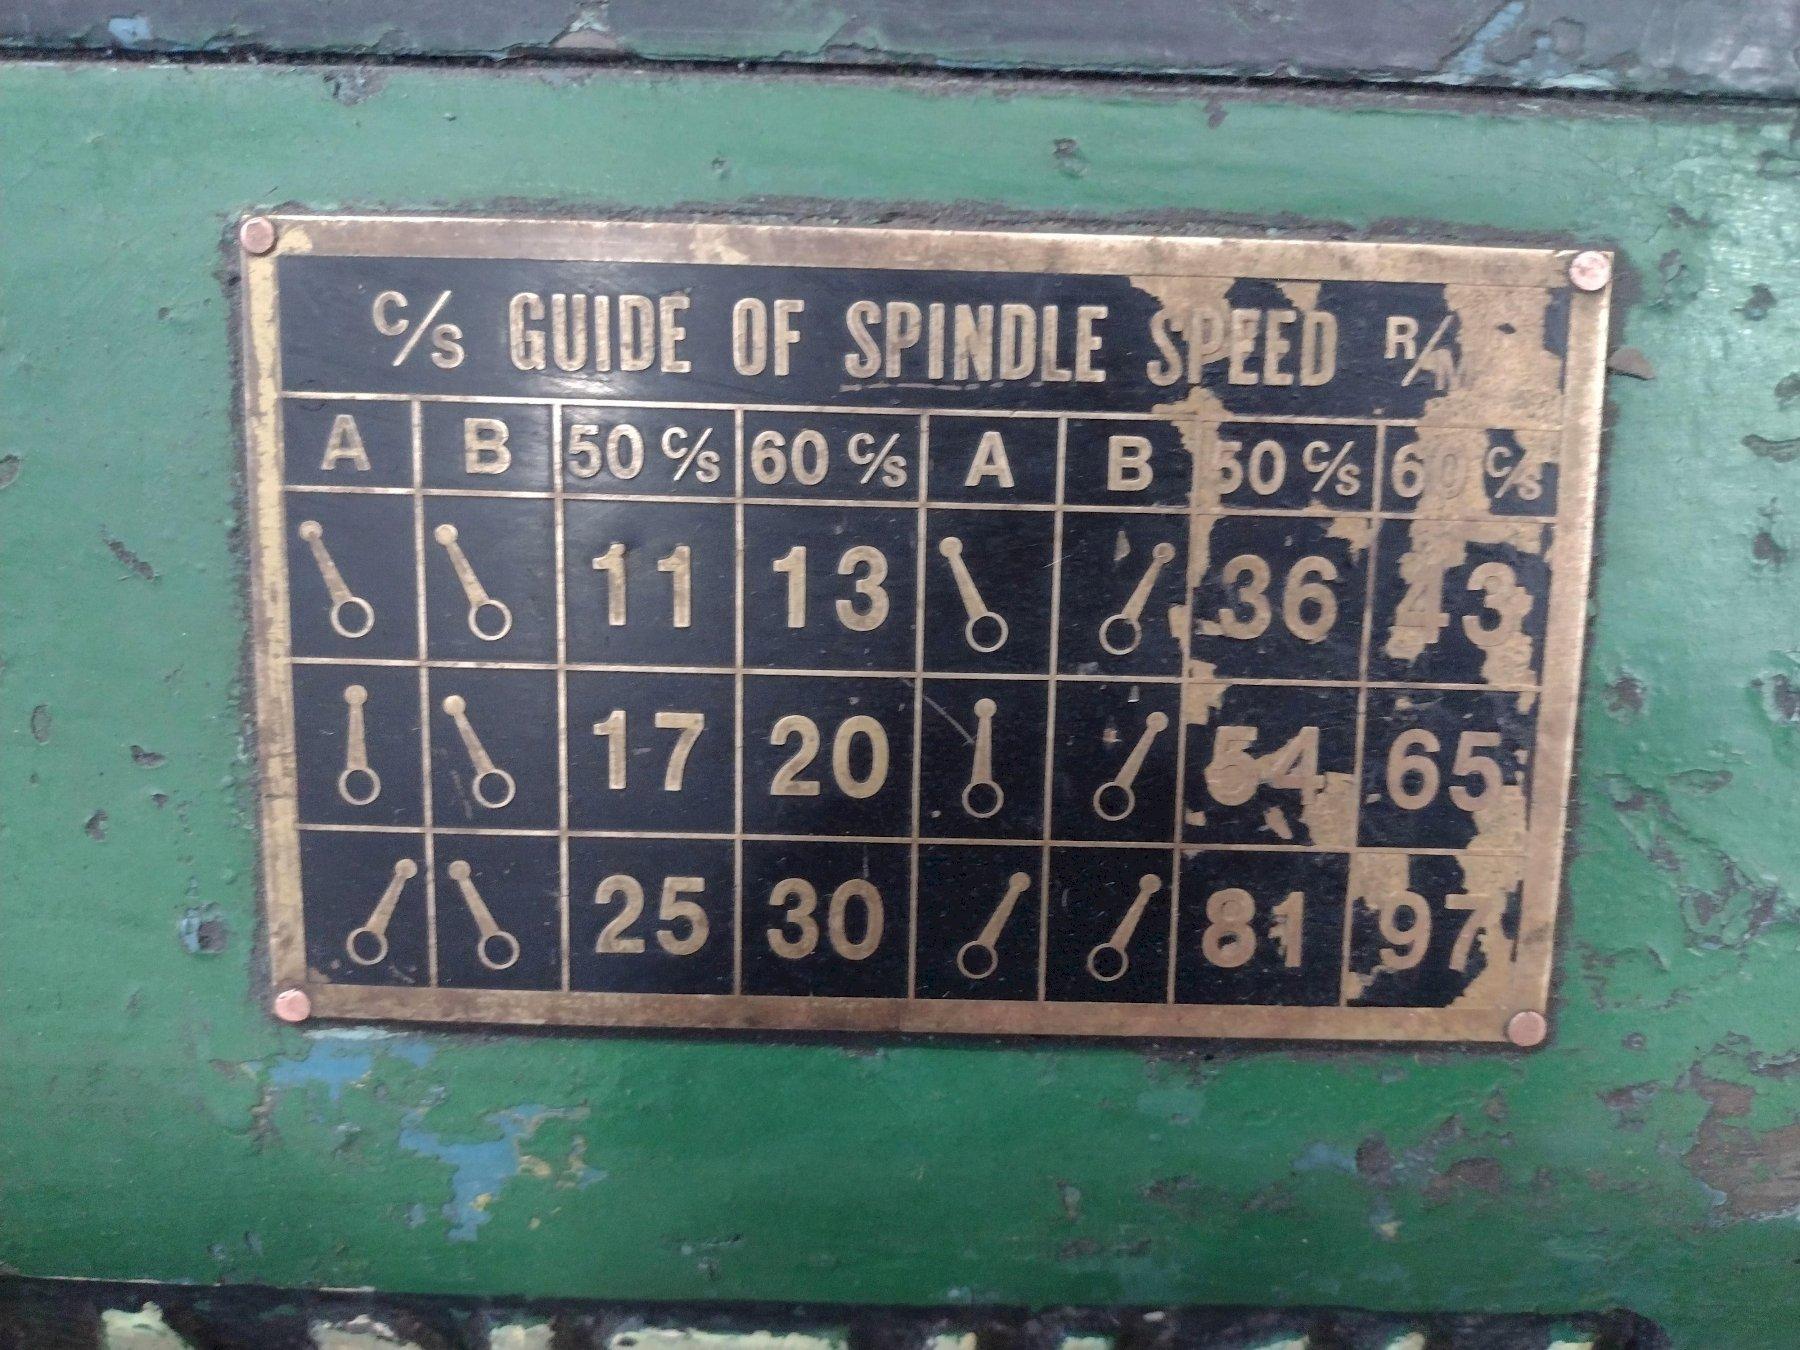 C/S GUIDE OF SPINDLE SPEED R/M
A B 50 C/S 60 C/S A B 50 C/S 60 C/S
11 13 36 43
17 20 54 65
25 30 81 97